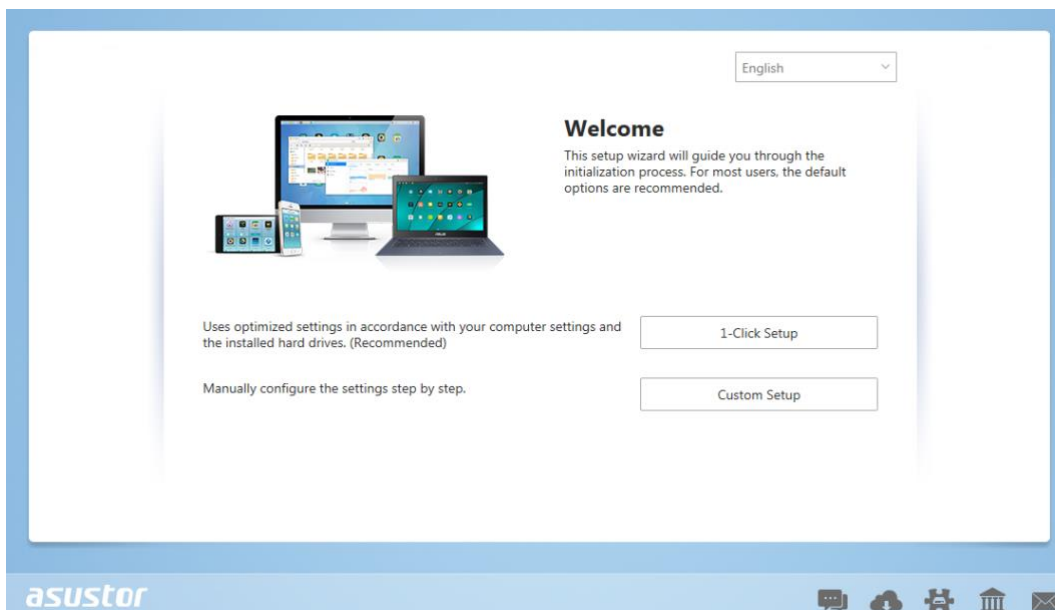 English
Welcome
This setup wizard will guide you through the
initialization process. For most users, the default
options are recommended.
Uses optimized settings in accordance with your computer settings and
the installed hard drives. (Recommended)
1-Click Setup
Manually configure the settings step by step.
Custom Setup
asustor